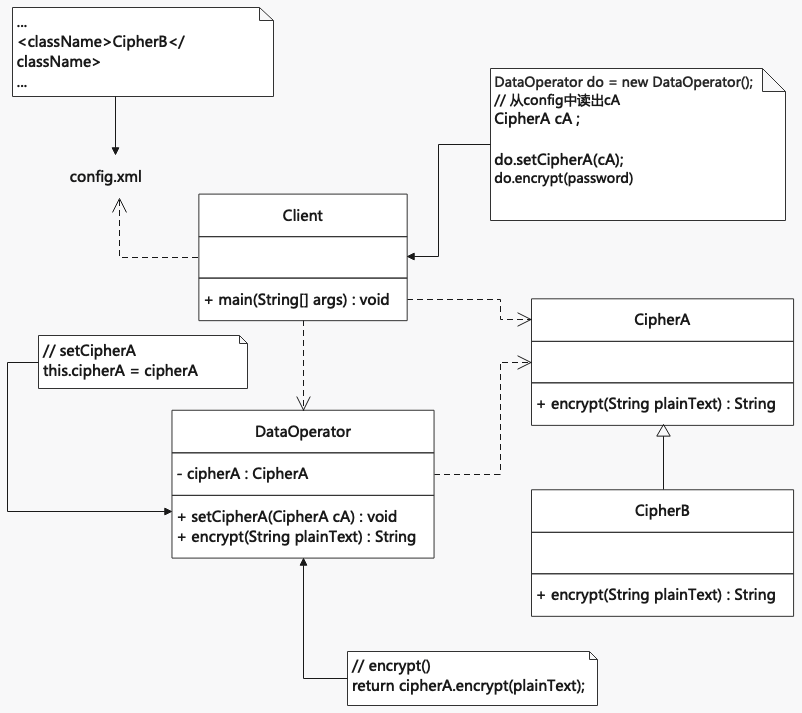 ...
<className>CipherB</
className>
...
DataOperator do = new DataOperator();
// 从config中读出cA
CipherA cA ;
do.setCipherA(cA);
do.encrypt(password)
config.xml
Client
+ main(String[] args) : void
CipherA
+ encrypt(String plainText) : String
// setCipherA
this.cipherA = cipherA
DataOperator
- cipherA : CipherA
+ setCipherA(CipherA cA) : void
+ encrypt(String plainText) : String
CipherB
+ encrypt(String plainText) : String
// encrypt()
return cipherA.encrypt(plainText);